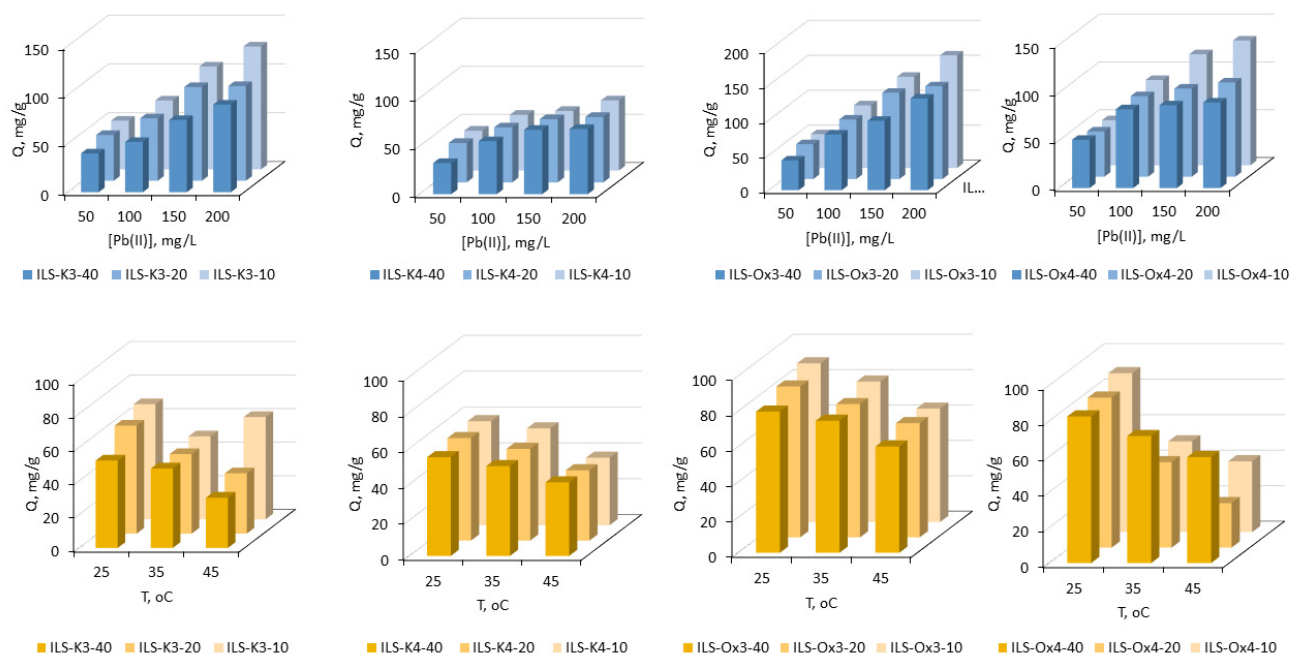 150
100
50
0
Q, mg/g
50 100 150 200
[Pb(II)], mg/L
ILS-K3-40 ILS-K3-20 ILS-K3-10
150
100
50
0
Q, mg/g
50 100 150 200
[Pb(II)], mg/L
ILS-K4-40 ILS-K4-20 ILS-K4-10
200
150
100
50
0
Q, mg/g
IL...
50 100 150 200
[Pb(II)], mg/L
ILS-Ox3-40 ILS-Ox3-20 ILS-Ox3-10
150
100
50
0
Q, mg/g
50 100 150 200
[Pb(II)], mg/L
ILS-Ox4-40 ILS-Ox4-20 ILS-Ox4-10
100
80
60
40
20
0
Q, mg/g
25 35 45
T, oC
ILS-K3-40 ILS-K3-20 ILS-K3-10
100
80
60
40
20
0
Q, mg/g
25 35 45
T, oC
ILS-K4-40 ILS-K4-20 ILS-K4-10
100
80
60
40
20
0
Q, mg/g
25 35 45
T, oC
ILS-Ox3-40 ILS-Ox3-20 ILS-Ox3-10
100
80
60
40
20
0
Q, mg/g
25 35 45
T, oC
ILS-Ox4-40 ILS-Ox4-20 ILS-Ox4-10